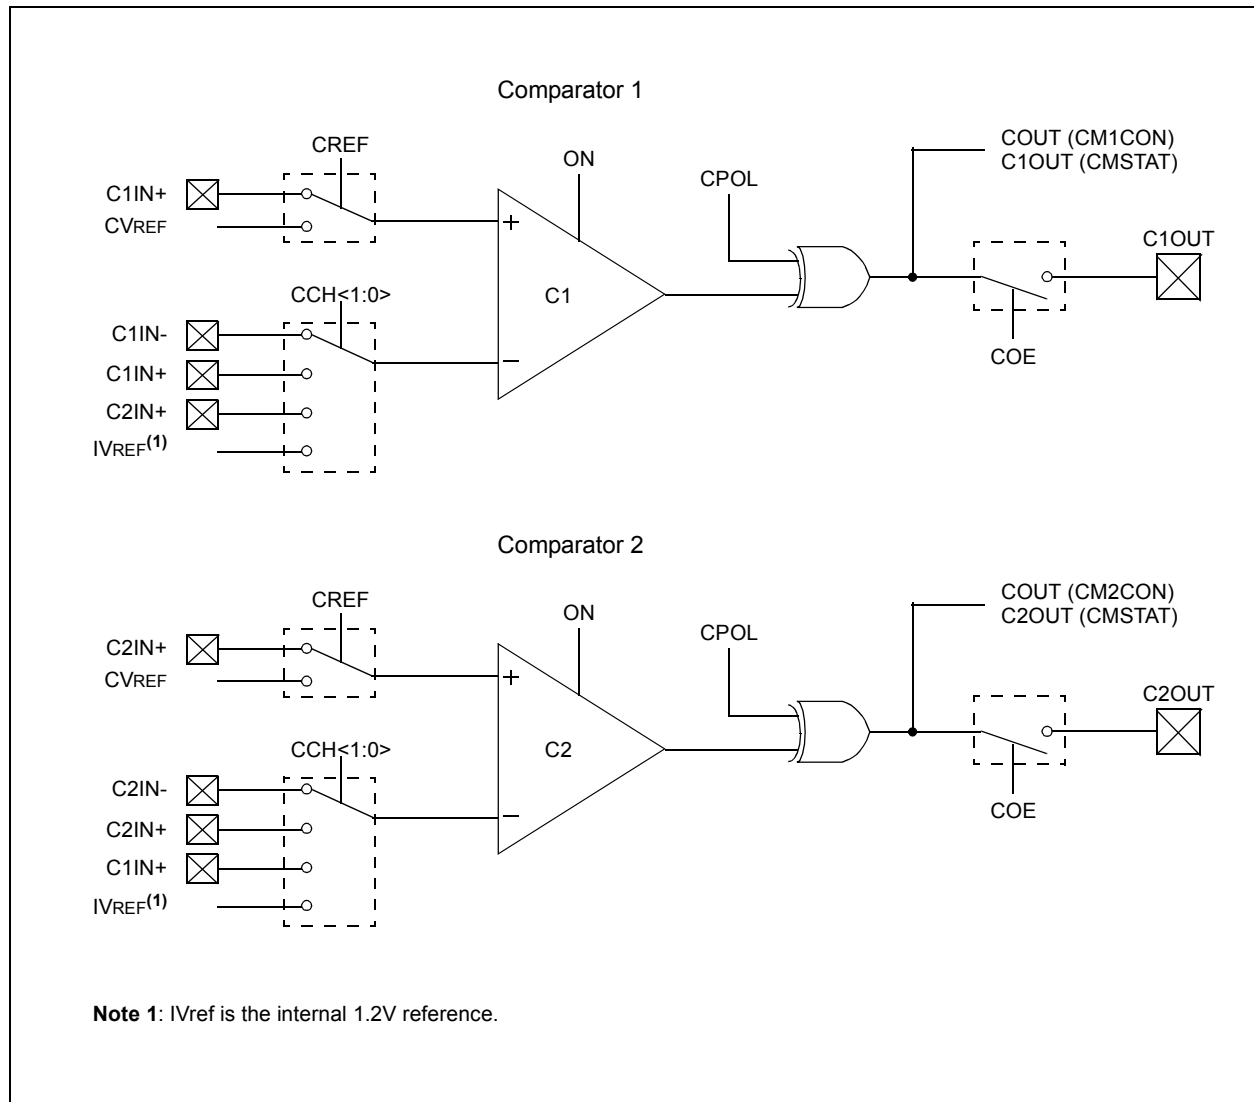 Comparator 1
CREF
ON
COUT (CM1CON)
C1OUT (CMSTAT)
CPOL
C1IN+
CVREF
C1OUT
CCH<1:0>
C1
C1IN-
COE
C1IN+
C2IN+
IVREF(1)
Comparator 2
CREF
ON
COUT (CM2CON)
C2OUT (CMSTAT)
CPOL
C2IN+
CVREF
C2OUT
CCH<1:0>
C2
C2IN-
COE
C2IN+
C1IN+
IVREF(1)
Note 1: IVref is the internal 1.2V reference.